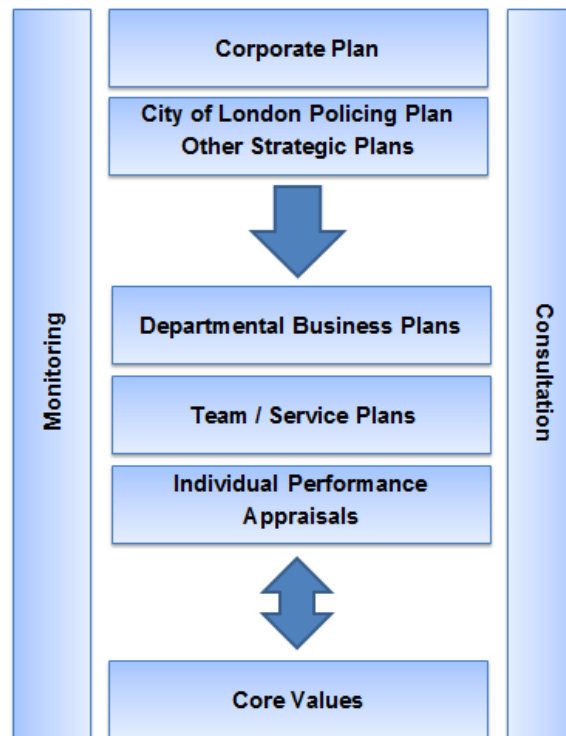 Corporate Plan
City of London Policing Plan
Other Strategic Plans
Monitoring
Departmental Business Plans
Consultation
Team / Service Plans
Individual Performance
Appraisals
Core Values